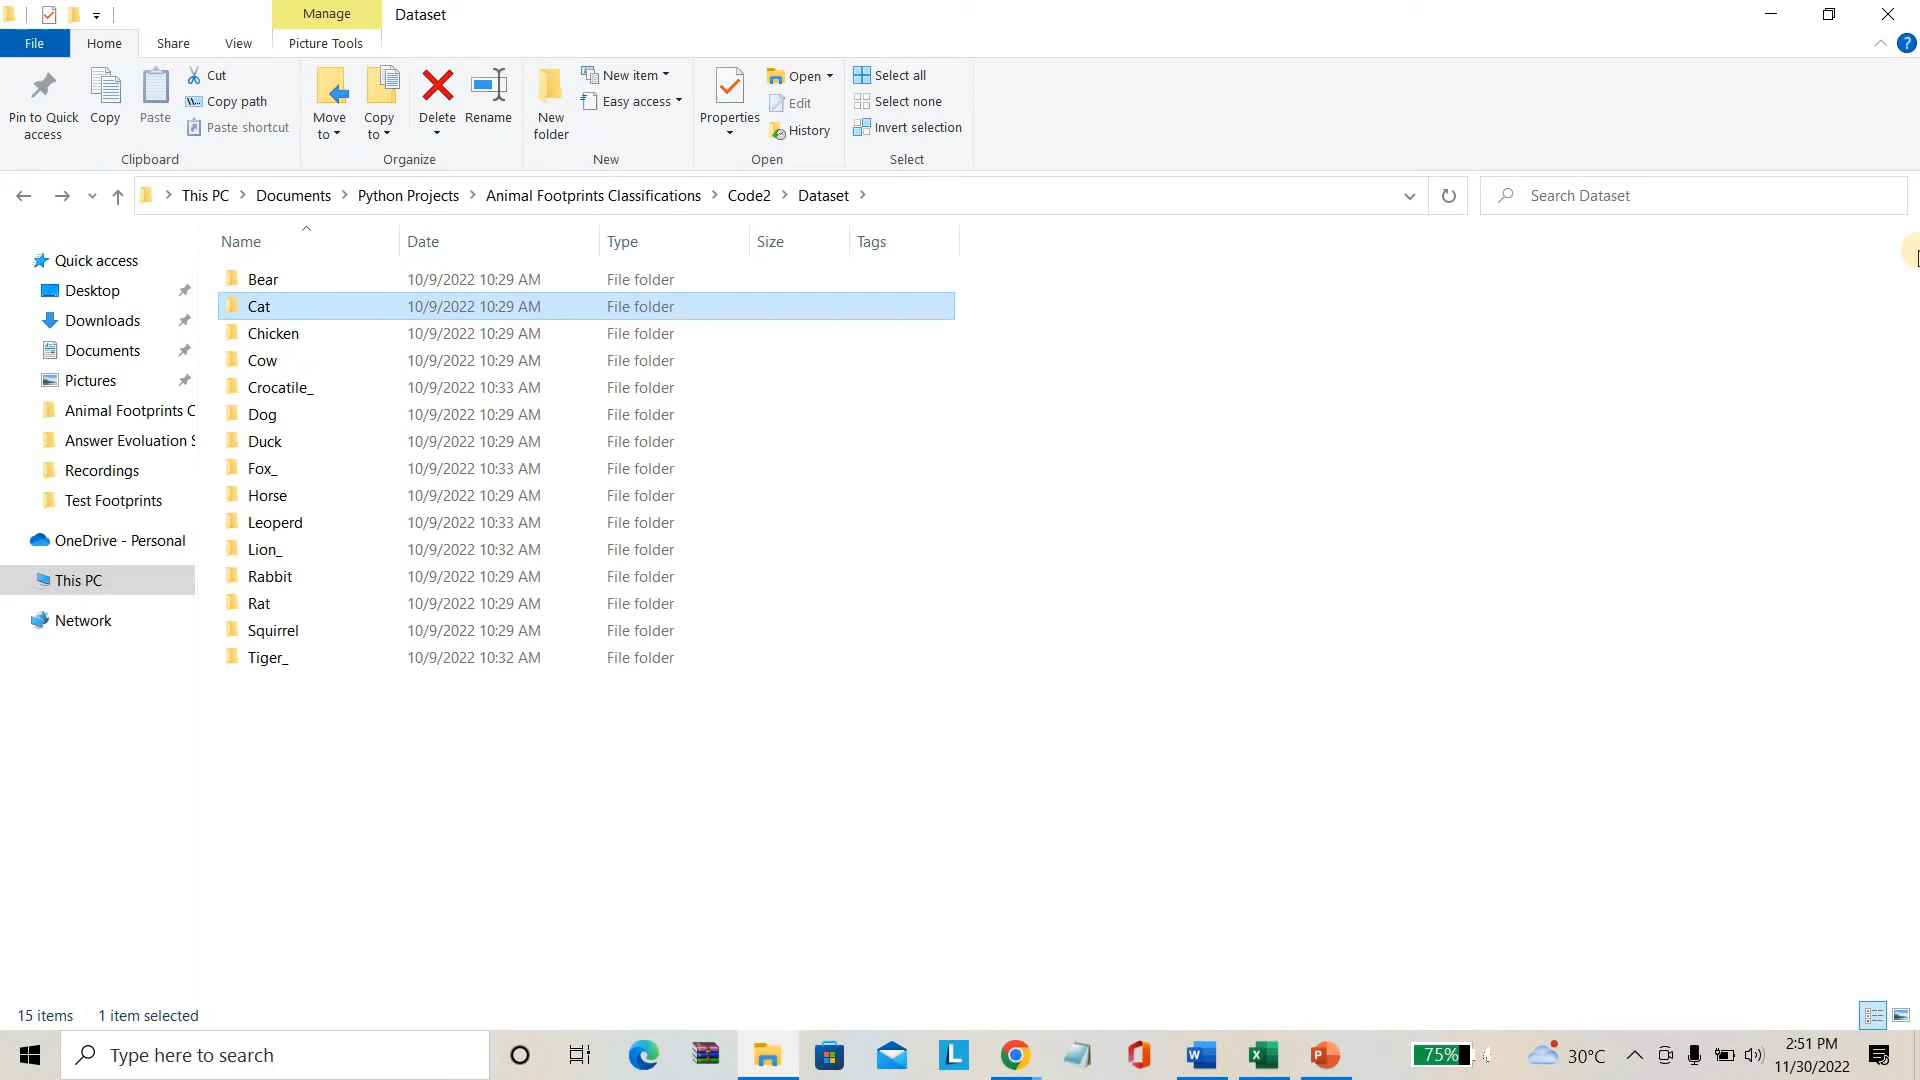 Manage
Dataset
File
Home
Share
View
Picture Tools
Pin to Quick access
Copy
Paste
Cut
Copy path
Paste shortcut
Clipboard
Move to
Copy to
Delete
Rename
Organize
New folder
New item
Easy access
New
Properties
Open
Edit
History
Open
Select all
Select none
Invert selection
Select
This PC
Documents
Python Projects
Animal Footprints Classifications
Code2
Dataset
Search Dataset
Name
Date
Type
Size
Tags
Quick access
Desktop
Downloads
Documents
Pictures
Animal Footprints C
Answer Evoluation S
Recordings
Test Footprints
OneDrive - Personal
This PC
Network
Bear 10/9/2022 10:29 AM File folder
Cat 10/9/2022 10:29 AM File folder
Chicken 10/9/2022 10:29 AM File folder
Cow 10/9/2022 10:29 AM File folder
Crocatile_ 10/9/2022 10:33 AM File folder
Dog 10/9/2022 10:29 AM File folder
Duck 10/9/2022 10:29 AM File folder
Fox_ 10/9/2022 10:33 AM File folder
Horse 10/9/2022 10:29 AM File folder
Leoperd 10/9/2022 10:33 AM File folder
Lion_ 10/9/2022 10:32 AM File folder
Rabbit 10/9/2022 10:29 AM File folder
Rat 10/9/2022 10:29 AM File folder
Squirrel 10/9/2022 10:29 AM File folder
Tiger_ 10/9/2022 10:32 AM File folder
15 items
1 item selected
Type here to search
75%
30°C
2:51 PM
11/30/2022